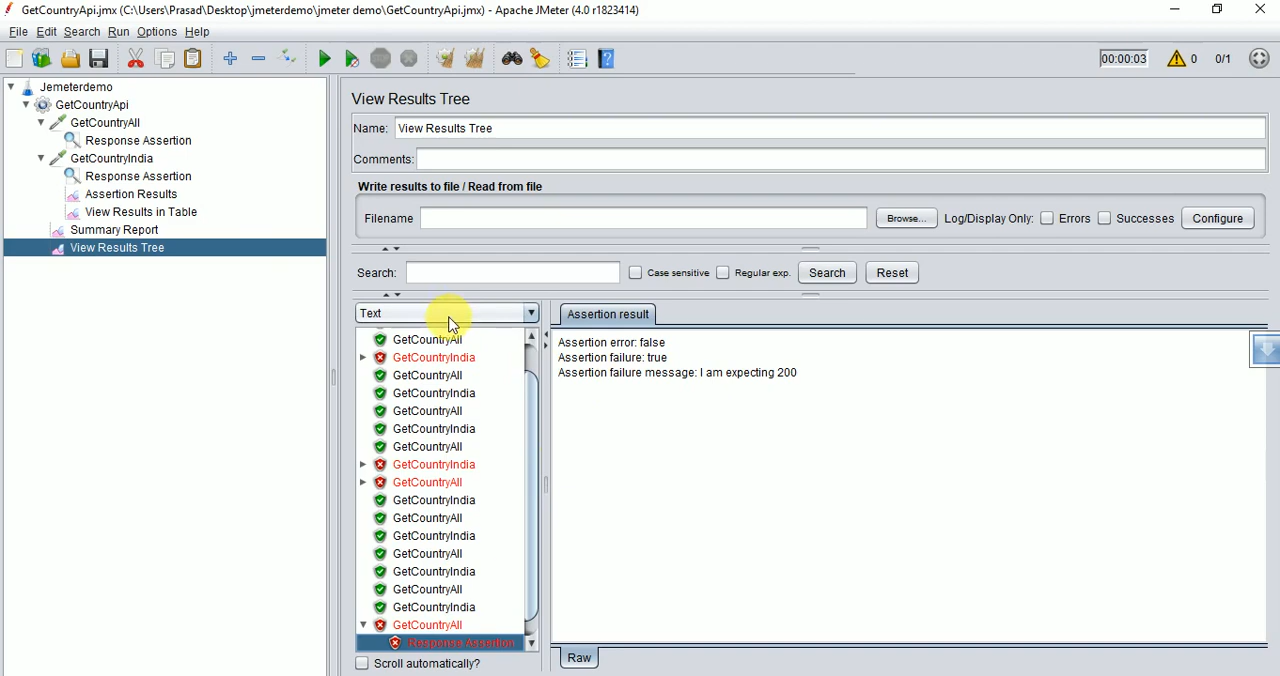 GetCountryApi.jmx (C:\Users\Prasad\Desktop\jmeterdemo\jmeter demo\GetCountryApi.jmx) - Apache JMeter (4.0 r1823414)
File Edit Search Run Options Help
00:00:03 0 0/1
Jemeterdemo
GetCountryApi
GetCountryAll
Response Assertion
GetCountryIndia
Response Assertion
Assertion Results
View Results in Table
Summary Report
View Results Tree
View Results Tree
Name: View Results Tree
Comments:
Write results to file / Read from file
Filename Browse... Log/Display Only: Errors Successes Configure
Search: Case sensitive Regular exp. Search Reset
Text
GetCountryAll
GetCountryIndia
GetCountryAll
GetCountryIndia
GetCountryAll
GetCountryIndia
GetCountryAll
GetCountryIndia
GetCountryAll
GetCountryIndia
GetCountryAll
GetCountryIndia
GetCountryAll
GetCountryIndia
GetCountryAll
GetCountryIndia
GetCountryAll
Response Assertion
Scroll automatically?
Assertion result
Assertion error: false
Assertion failure: true
Assertion failure message: I am expecting 200
Raw